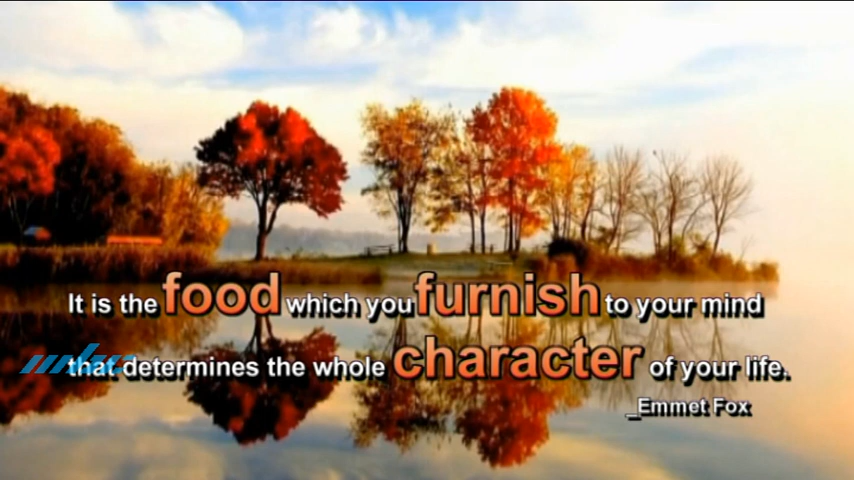 It is the food which you furnish to your mind
that determines the whole character of your life.
_Emmet Fox